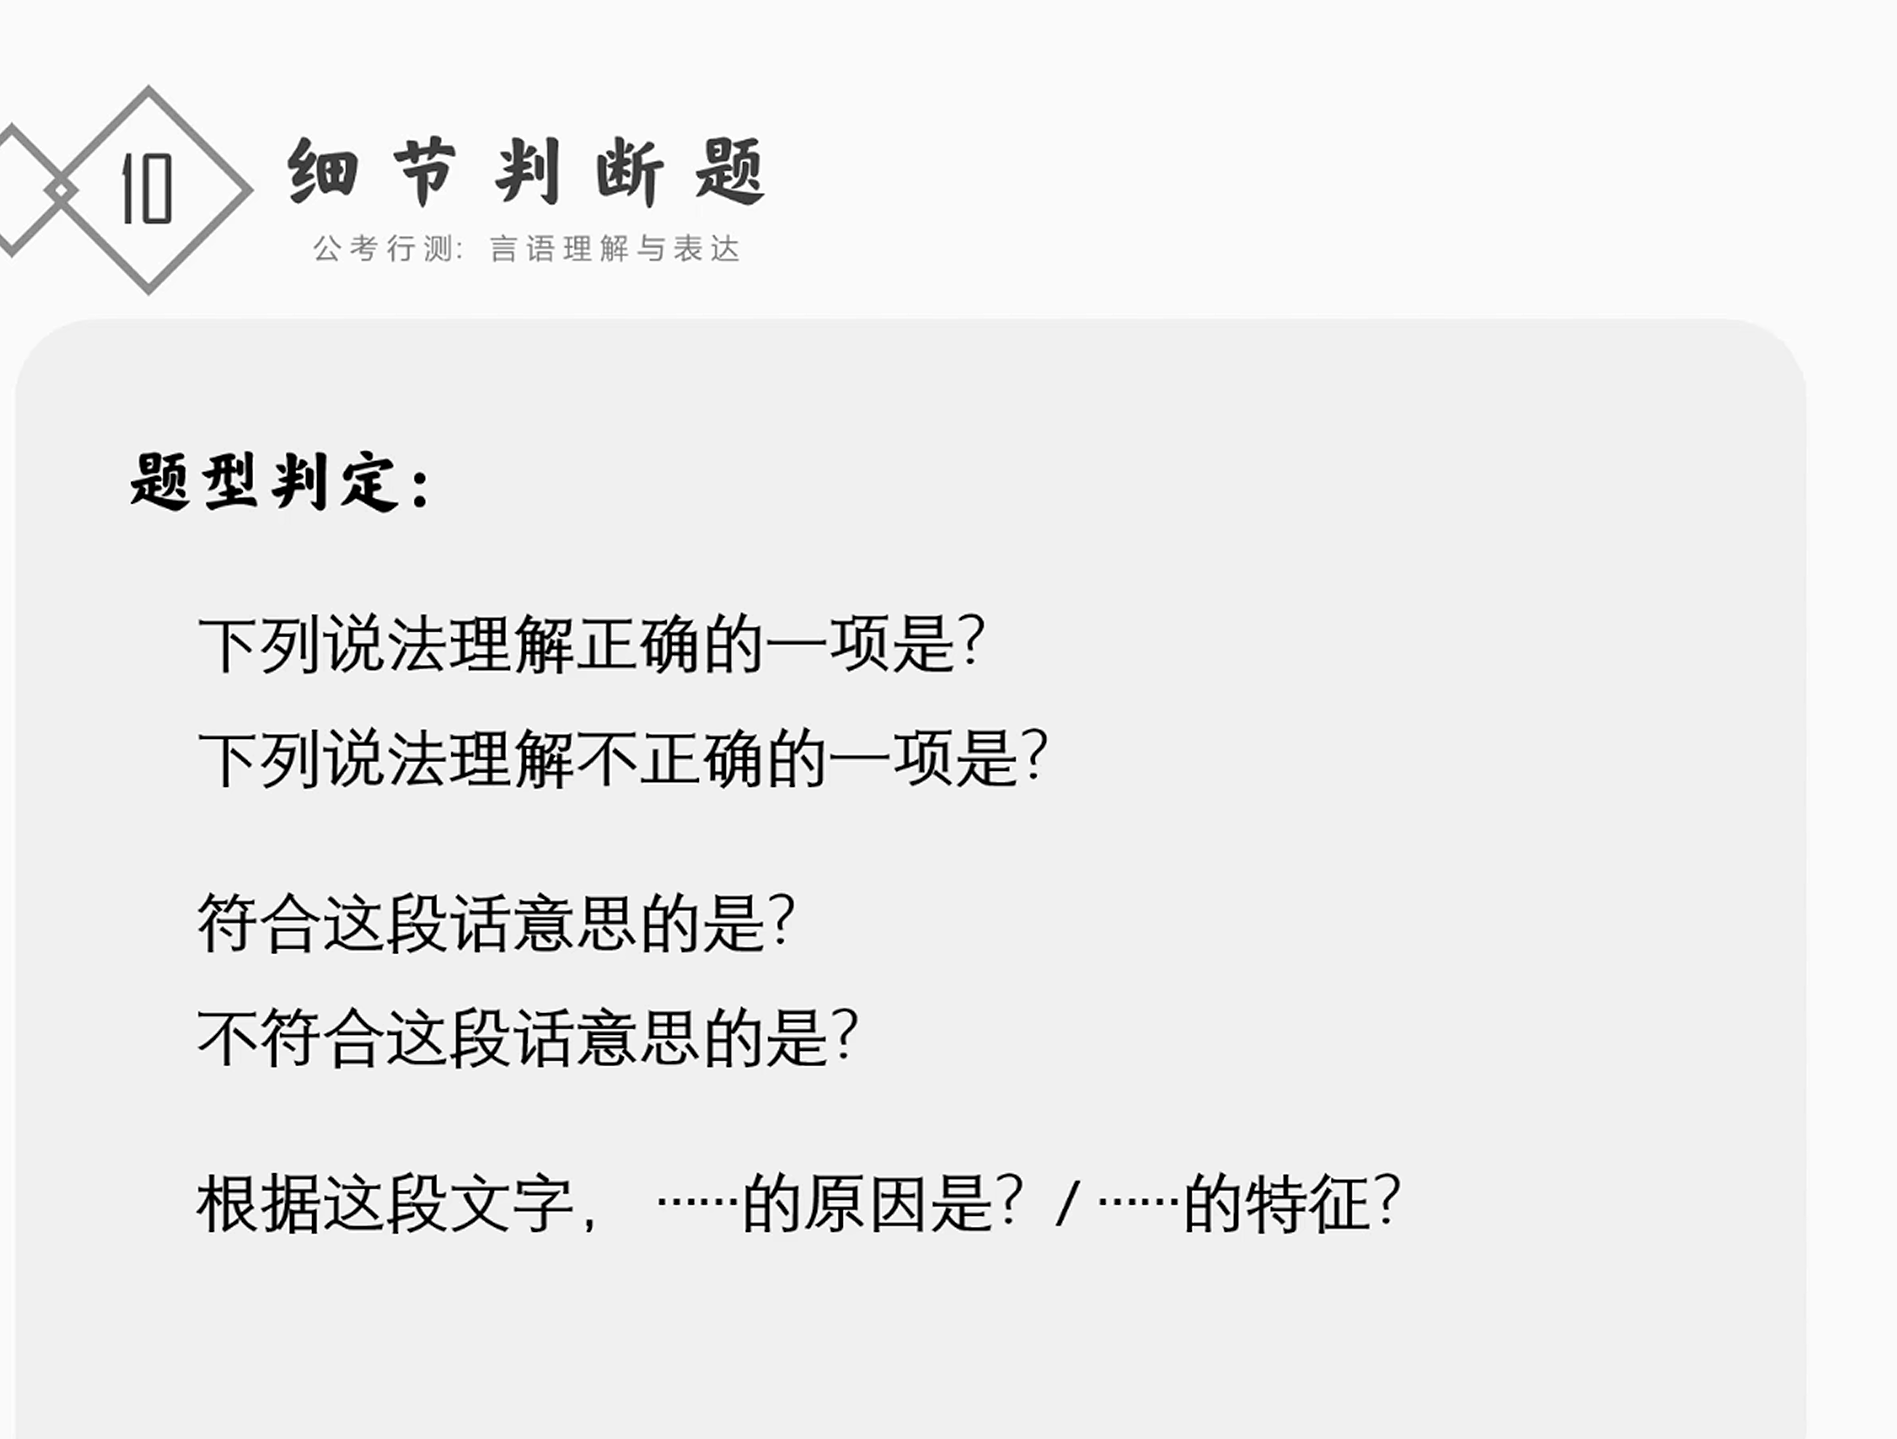 10
细节判断题
公考行测: 言语理解与表达
题型判定：
下列说法理解正确的一项是？
下列说法理解不正确的一项是？
符合这段话意思的是？
不符合这段话意思的是？
根据这段文字， ……的原因是？/ ……的特征？